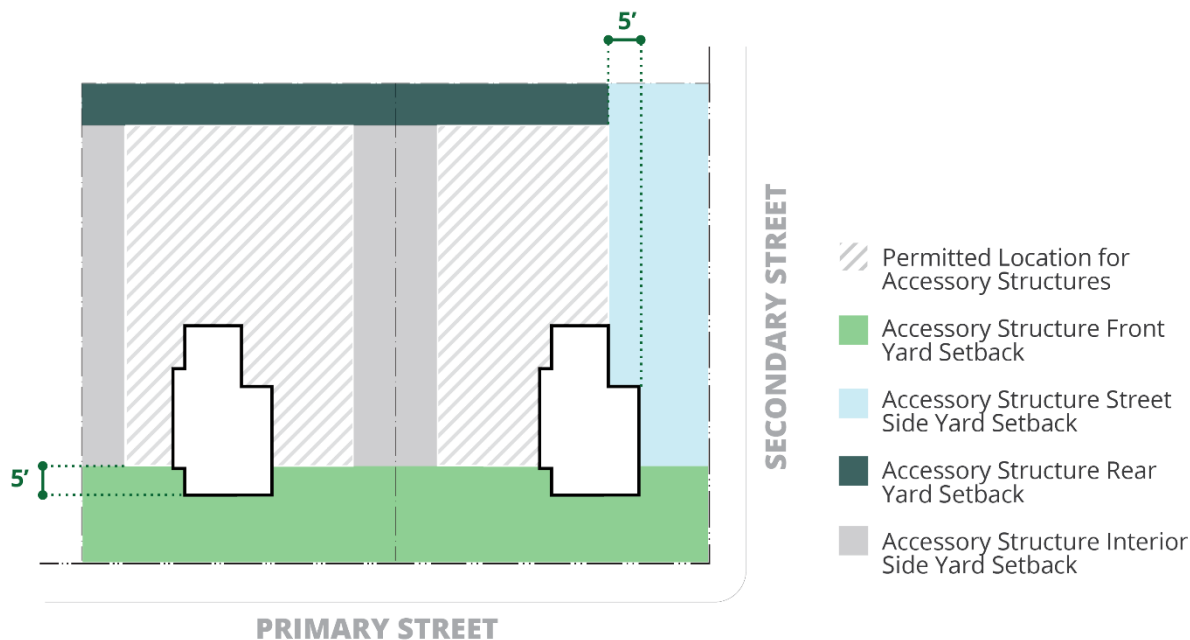 5’
SECONDARY STREET
Permitted Location for
Accessory Structures
Accessory Structure Front
Yard Setback
Accessory Structure Street
Side Yard Setback
Accessory Structure Rear
Yard Setback
Accessory Structure Interior
Side Yard Setback
5’
PRIMARY STREET